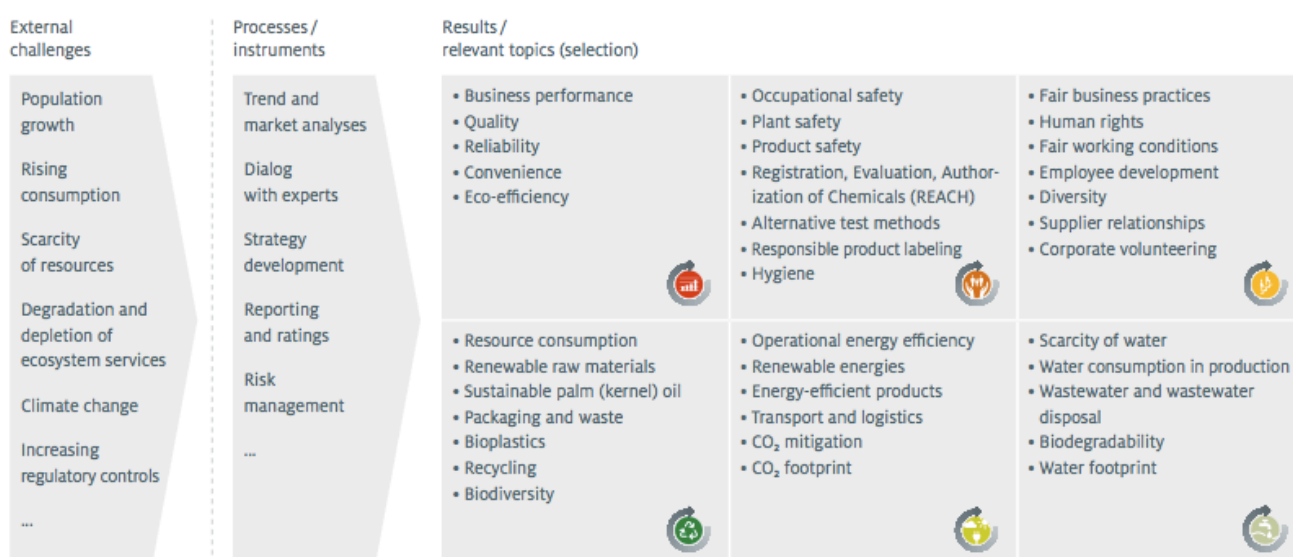 External
challenges
Population
growth
Rising
consumption
Scarcity
of resources
Degradation and
depletion of
ecosystem services
Climate change
Increasing
regulatory controls
...
Processes/
instruments
Trend and
market analyses
Dialog
with experts
Strategy
development
Reporting
and ratings
Risk
management
...
Results/
relevant topics (selection)
• Business performance
• Quality
• Reliability
• Convenience
• Eco-efficiency
• Occupational safety
• Plant safety
• Product safety
• Registration, Evaluation, Author-
ization of Chemicals (REACH)
• Alternative test methods
• Responsible product labeling
• Hygiene
• Fair business practices
• Human rights
• Fair working conditions
• Employee development
• Diversity
• Supplier relationships
• Corporate volunteering
• Resource consumption
• Renewable raw materials
• Sustainable palm (kernel) oil
• Packaging and waste
• Bioplastics
• Recycling
• Biodiversity
• Operational energy efficiency
• Renewable energies
• Energy-efficient products
• Transport and logistics
• CO₂ mitigation
• CO₂ footprint
• Scarcity of water
• Water consumption in production
• Wastewater and wastewater
disposal
• Biodegradability
• Water footprint